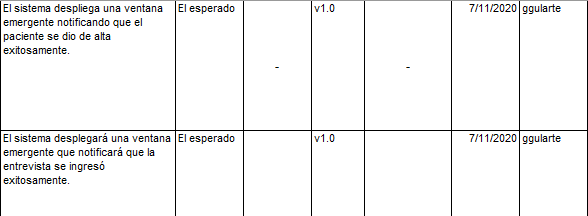 El sistema despliega una ventana El esperado v1.0 7/11/2020 ggularte
emergente notificando que el
paciente se dio de alta
exitosamente.
- -
El sistema desplegará una ventana El esperado v1.0 7/11/2020 ggularte
emergente que notificará que la
entrevista se ingresó
exitosamente.